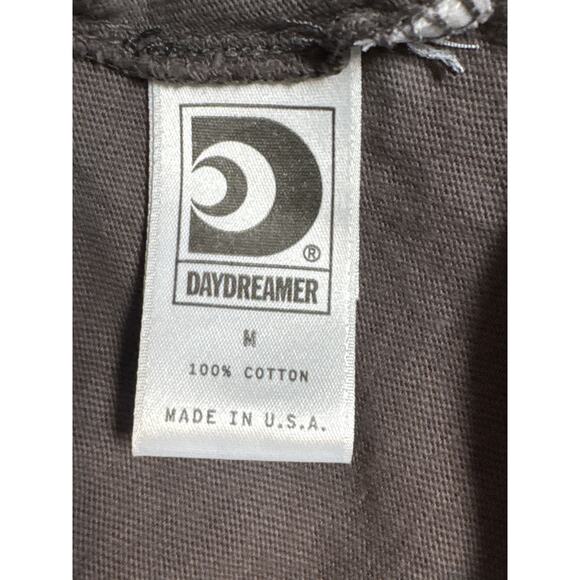 D
®
DAYDREAMER
M
100% COTTON
MADE IN U.S.A.